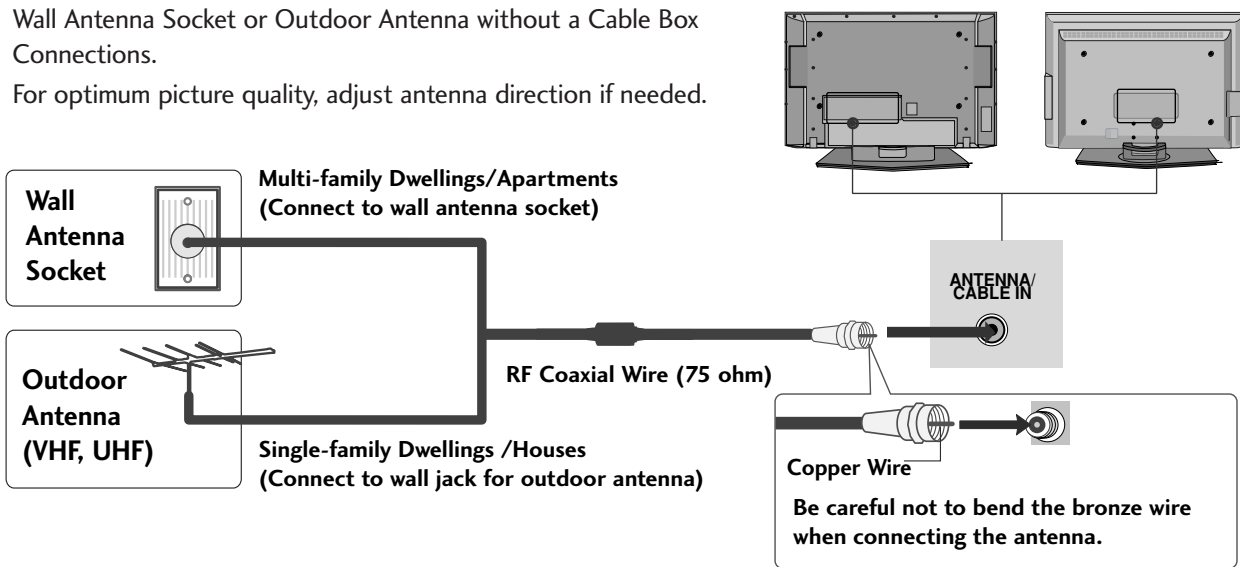 Wall Antenna Socket or Outdoor Antenna without a Cable Box
Connections.
For optimum picture quality, adjust antenna direction if needed.
Wall
Antenna
Socket
Multi-family Dwellings/Apartments
(Connect to wall antenna socket)
ANTENNA/
CABLE IN
RF Coaxial Wire (75 ohm)
Outdoor
Antenna
(VHF, UHF)
Single-family Dwellings /Houses
(Connect to wall jack for outdoor antenna)
Copper Wire
Be careful not to bend the bronze wire
when connecting the antenna.